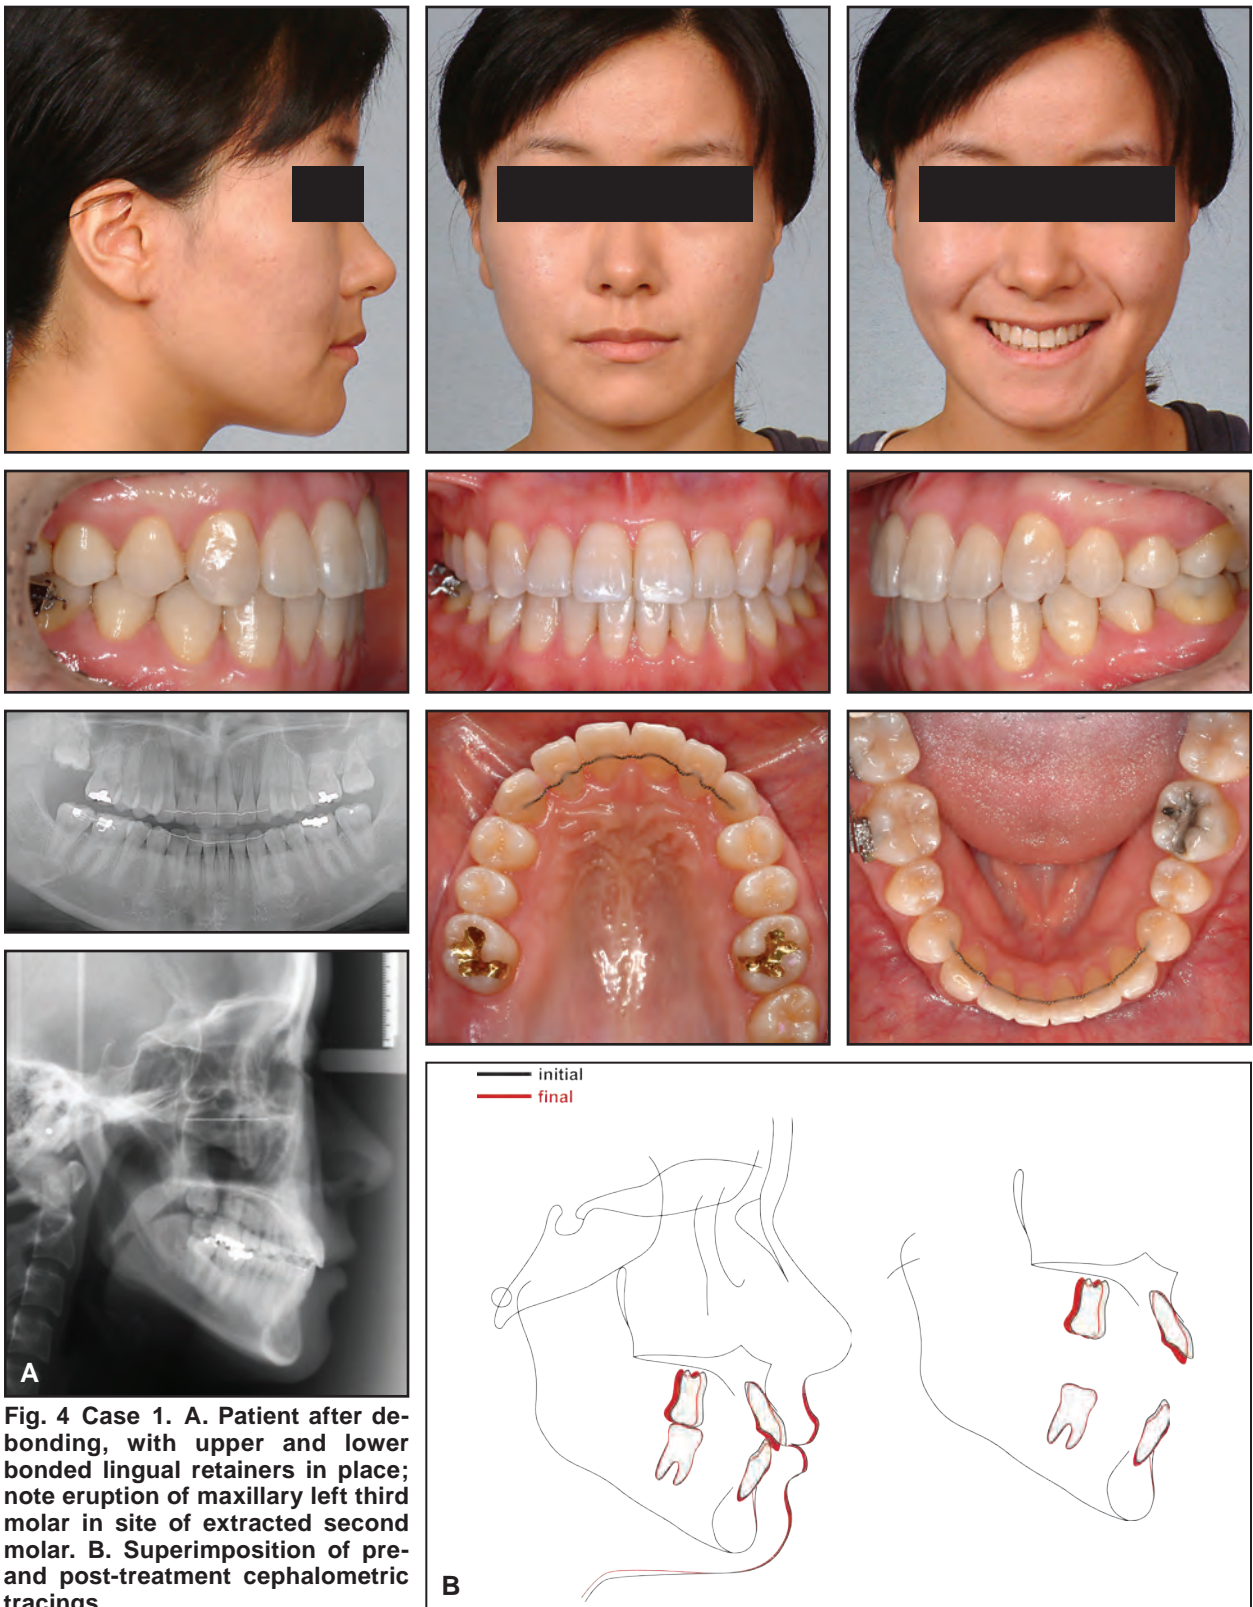 initial
final
A
B
Fig. 4 Case 1. A. Patient after de-
bonding, with upper and lower
bonded lingual retainers in place;
note eruption of maxillary left third
molar in site of extracted second
molar. B. Superimposition of pre-
and post-treatment cephalometric
tracings